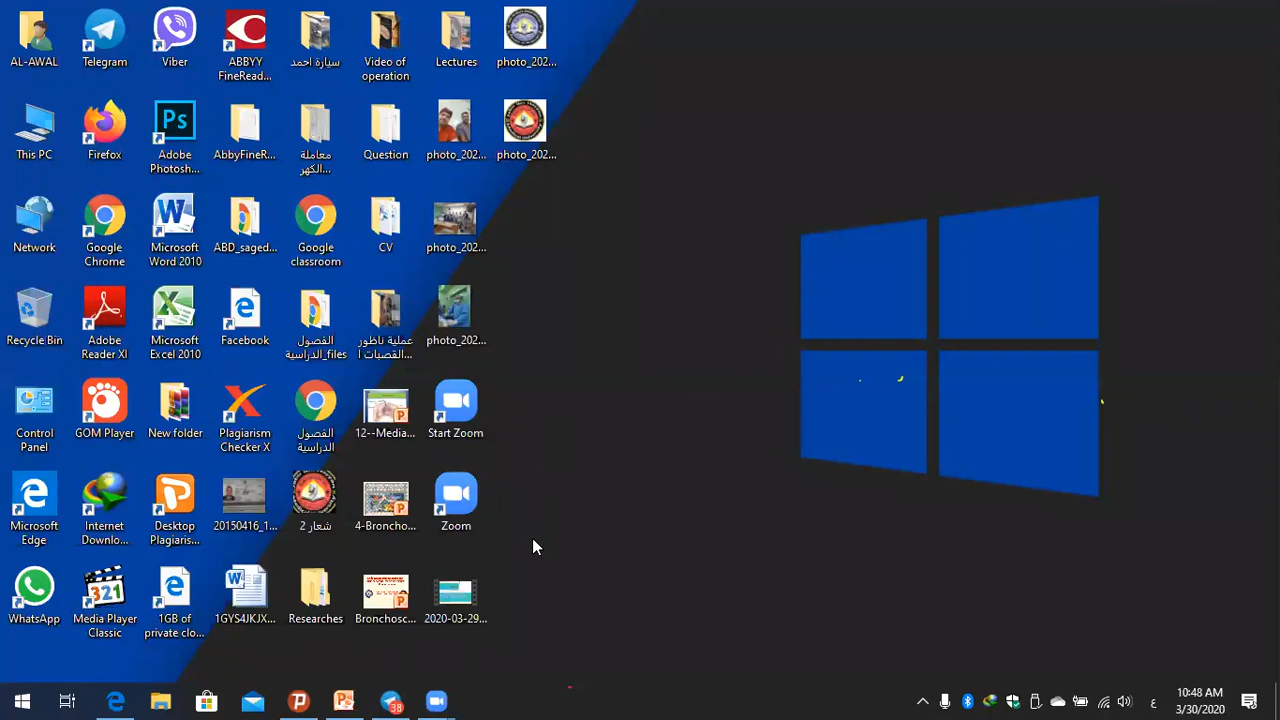 AL-AWAL
Telegram
Viber
ABBYY
FineRead...
سيارة احمد
Video of
operation
Lectures
photo_202...
This PC
Firefox
Ps
Adobe
Photosh...
AbbyFineR...
معاملة
الكهر...
Question
photo_202...
photo_202...
Network
Google
Chrome
Microsoft
Word 2010
ABD_saged...
Google
classroom
CV
photo_202...
Recycle Bin
Adobe
Reader XI
Microsoft
Excel 2010
Facebook
الفصول
الدراسية_files
عملية ناظور
القصبات ا...
photo_202...
Control
Panel
GOM Player
New folder
Plagiarism
Checker X
الفصول
الدراسية
12--Media...
Start Zoom
Microsoft
Edge
Internet
Downlo...
Desktop
Plagiaris...
20150416_1...
شعار 2
4-Broncho...
Zoom
WhatsApp
321
Media Player
Classic
1GB of
private clo...
1GYS4JKJX...
Researches
Bronchosc...
2020-03-29...
38
ع
10:48 AM
3/30/2020